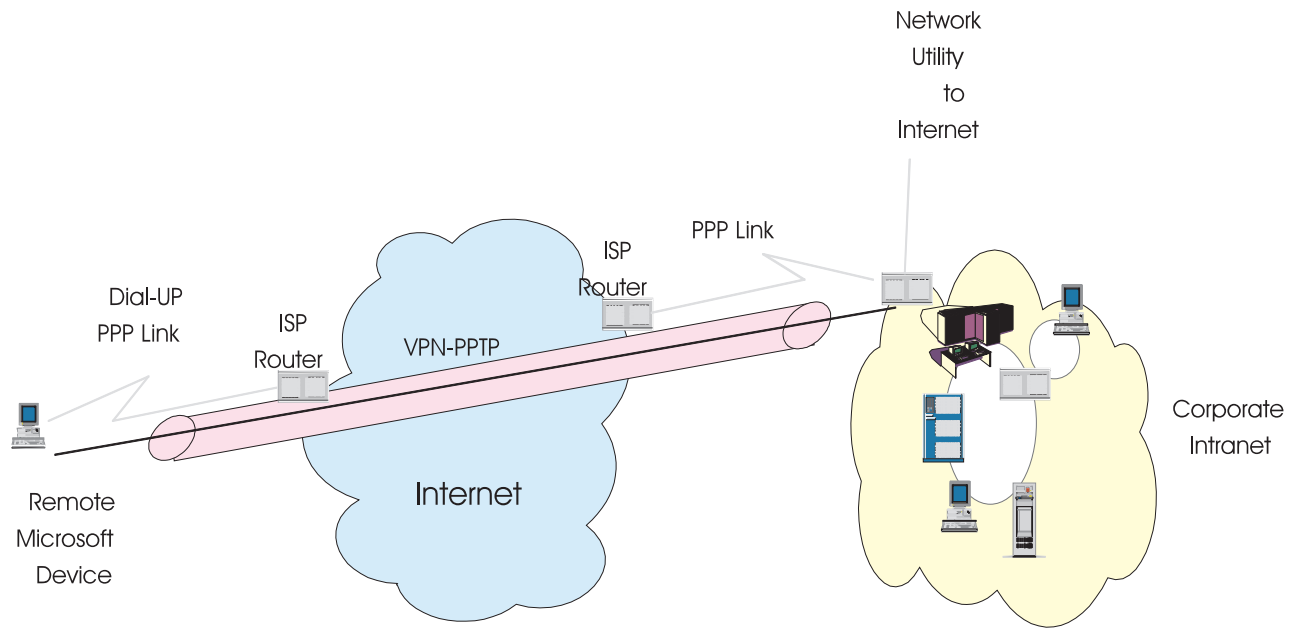 Network
Utility
to
Internet
PPP Link
ISP
Router
Dial-UP
PPP Link
ISP
Router
VPN-PPTP
Corporate
Intranet
Internet
Remote
Microsoft
Device